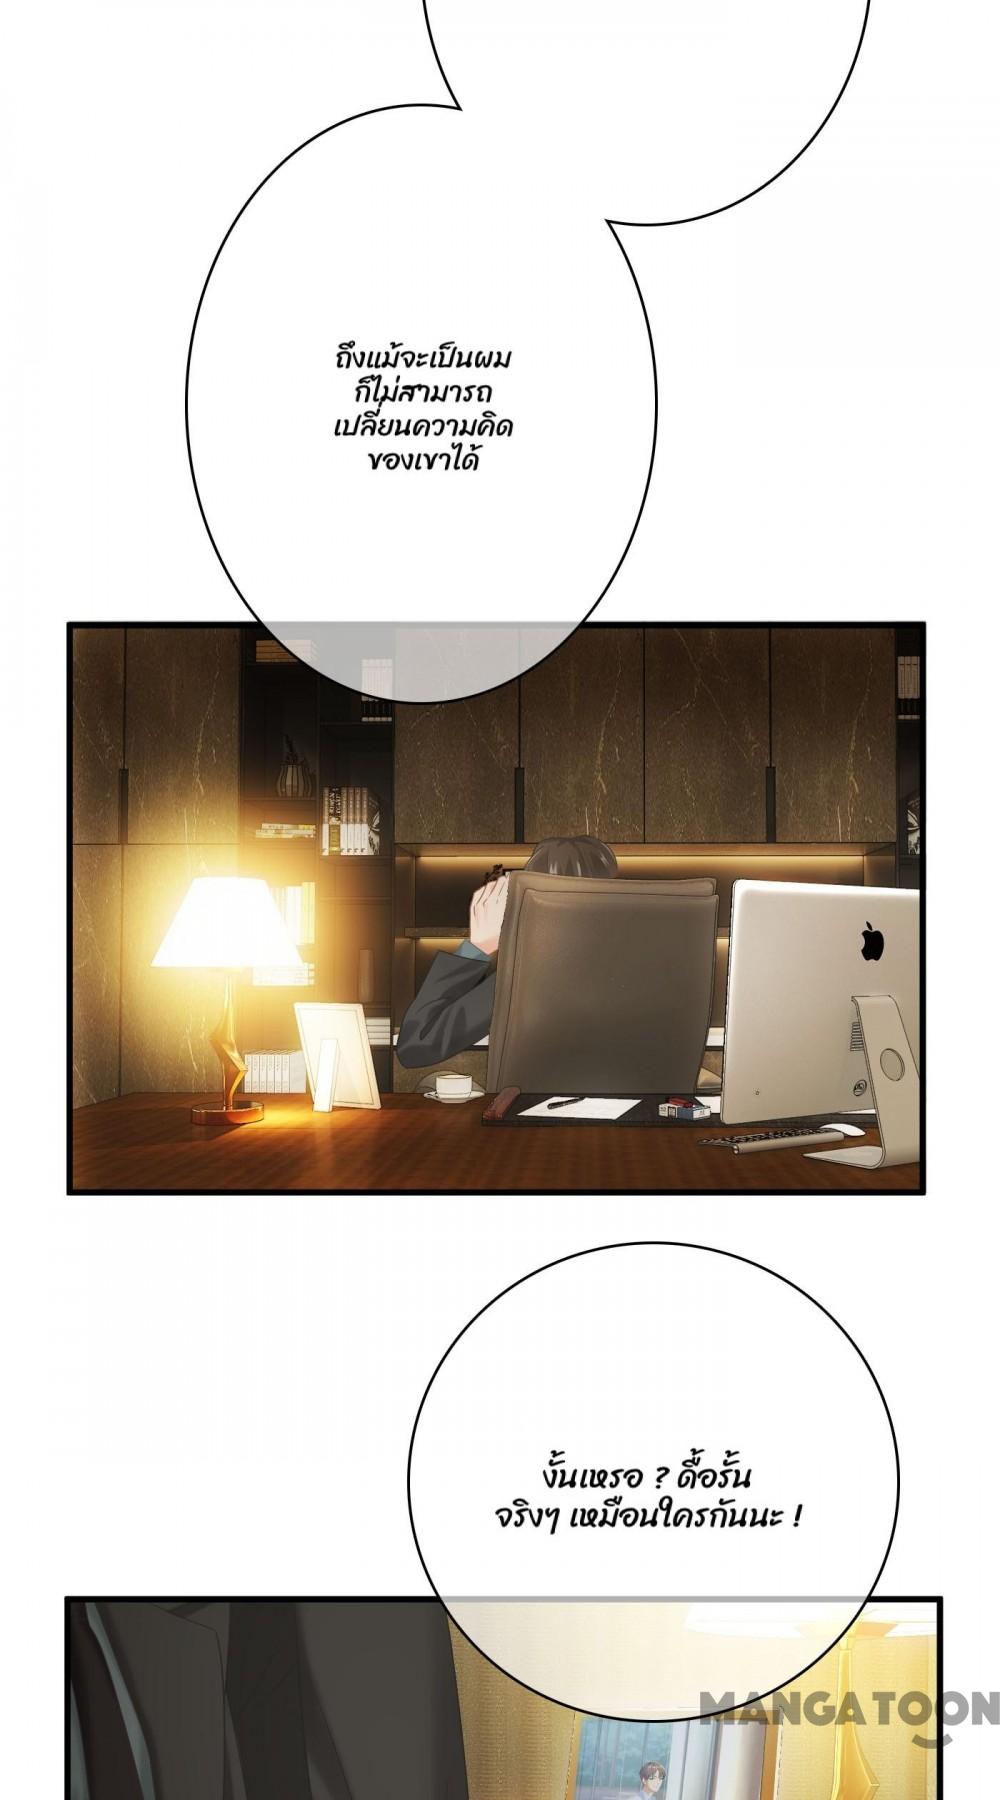 ถึงแม้จะเป็นผม
ก็ไม่สามารถ
เปลี่ยนความคิด
ของเขาได้
งั้นเหรอ ? ดื้อรั้น
จริงๆ เหมือนใครกันนะ !
MANGATOON